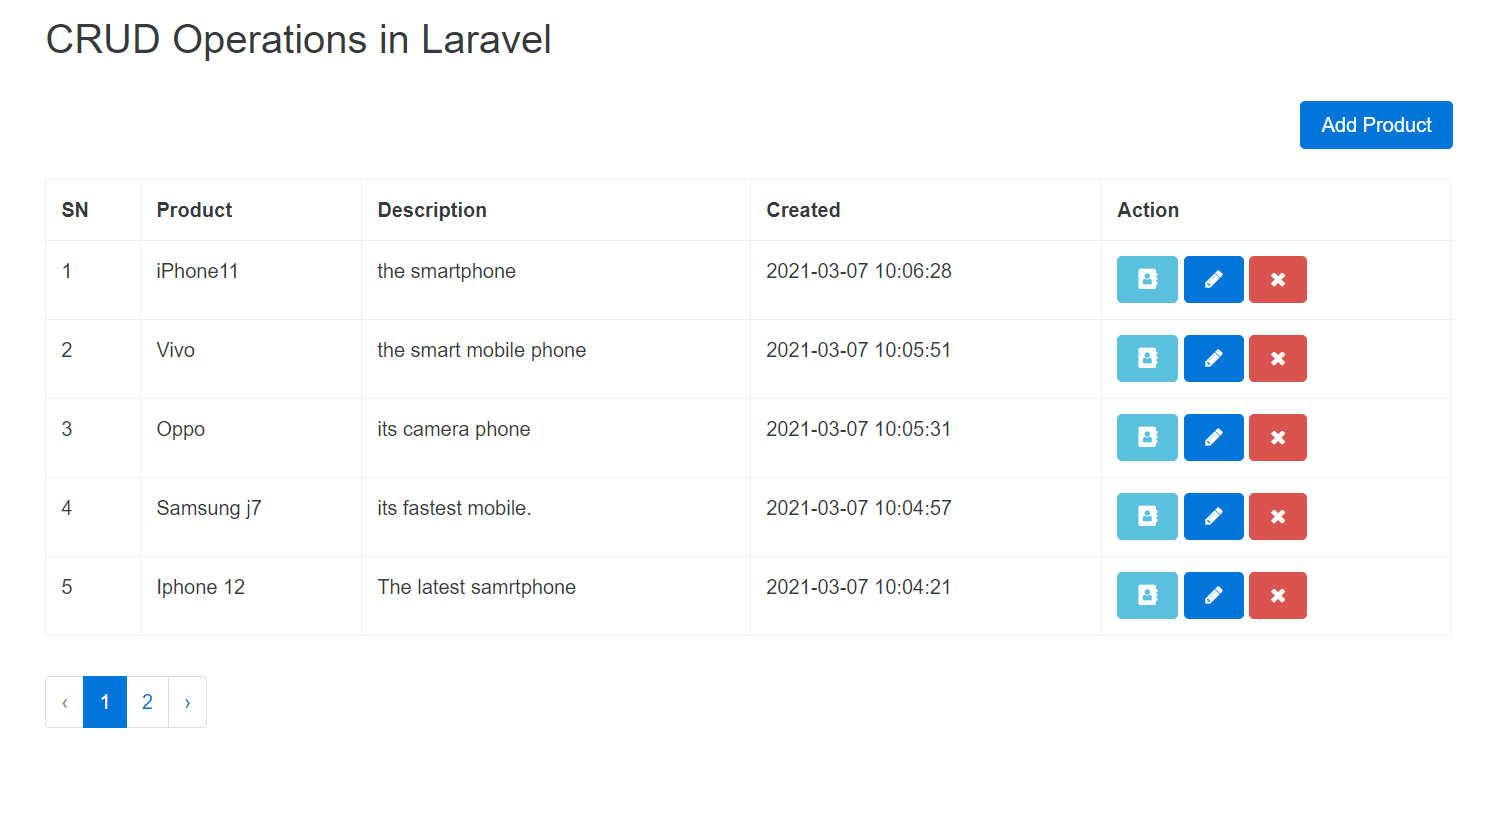 CRUD Operations in Laravel
Add Product
SN Product Description Created Action
1 iPhone11 the smartphone 2021-03-07 10:06:28
2 Vivo the smart mobile phone 2021-03-07 10:05:51
3 Oppo its camera phone 2021-03-07 10:05:31
4 Samsung j7 its fastest mobile. 2021-03-07 10:04:57
5 Iphone 12 The latest samrtphone 2021-03-07 10:04:21
‹ 1 2 ›